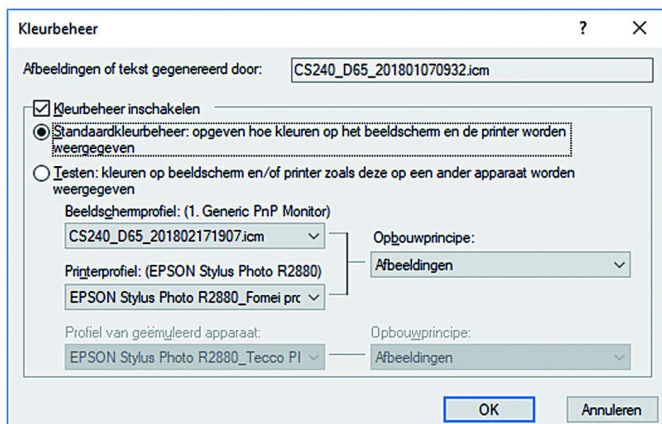 Kleurbeheer
Afbeeldingen of tekst gegenereerd door: CS240_D65_201801070932.icm
Kleurbeheer inschakelen
Standaardkleurbeheer: opgeven hoe kleuren op het beeldscherm en de printer worden
weergegeven
Testen: kleuren op beeldscherm en/of printer zoals deze op een ander apparaat worden
weergegeven
Beeldschermprofiel: (1. Generic PnP Monitor)
CS240_D65_201802171907.icm
Opbouwprincipe:
Afbeeldingen
Printerprofiel: (EPSON Stylus Photo R2880)
EPSON Stylus Photo R2880_Fomei prc
Profiel van geëmuleerd apparaat:
Opbouwprincipe:
EPSON Stylus Photo R2880_Tecco Pl
Afbeeldingen
OK
Annuleren